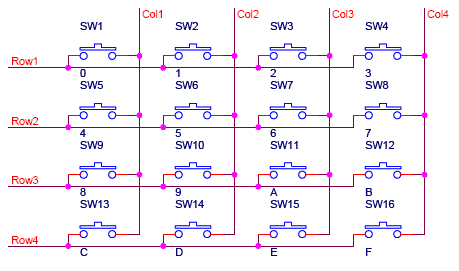 Col1 Col2 Col3 Col4
SW1 SW2 SW3 SW4
Row1
0 1 2 3
SW5 SW6 SW7 SW8
Row2
4 5 6 7
SW9 SW10 SW11 SW12
Row3
8 9 A B
SW13 SW14 SW15 SW16
Row4
C D E F